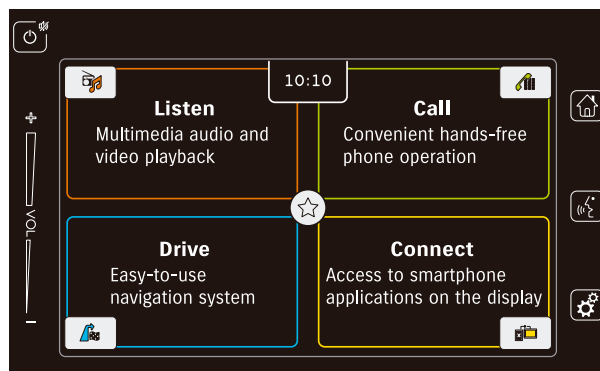 10:10
Listen
Multimedia audio and
video playback
Call
Convenient hands-free
phone operation
+
VOL
−
Drive
Easy-to-use
navigation system
Connect
Access to smartphone
applications on the display